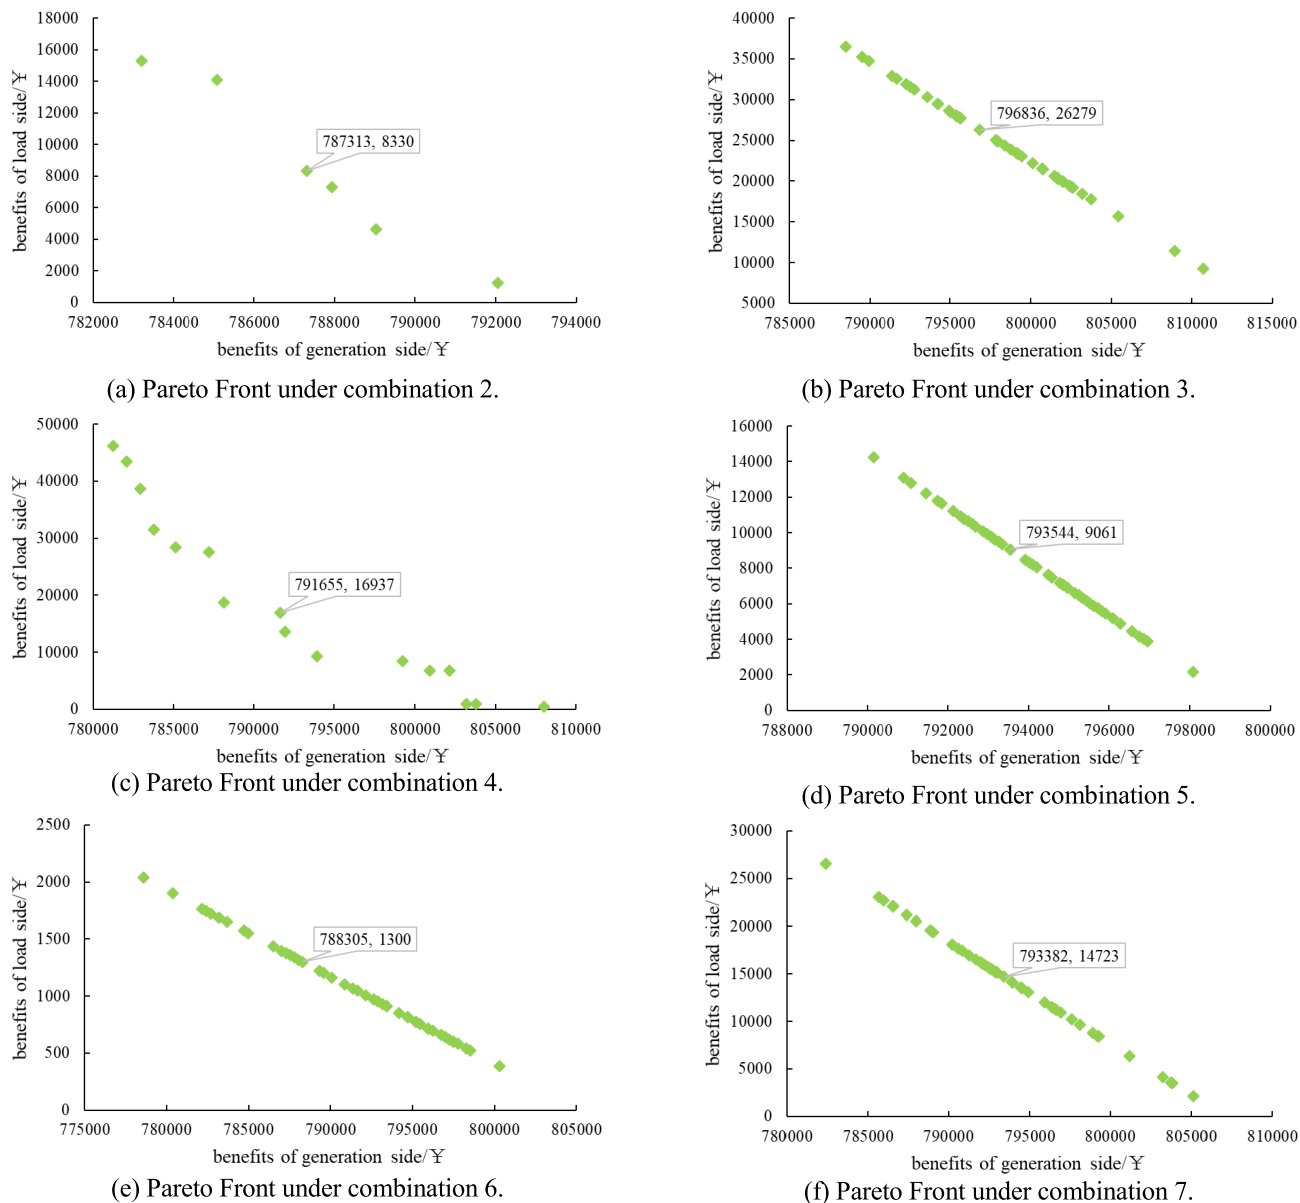 18000
16000
14000
12000
10000
8000
6000
4000
2000
0
benefits of load side/¥
787313, 8330
782000 784000 786000 788000 790000 792000 794000
benefits of generation side/¥
(a) Pareto Front under combination 2.
40000
35000
30000
25000
20000
15000
10000
5000
benefits of load side/¥
796836, 26279
785000 790000 795000 800000 805000 810000 815000
benefits of generation side/¥
(b) Pareto Front under combination 3.
50000
40000
30000
20000
10000
0
benefits of load side/¥
791655, 16937
780000 785000 790000 795000 800000 805000 810000
benefits of generation side/¥
(c) Pareto Front under combination 4.
16000
14000
12000
10000
8000
6000
4000
2000
0
benefits of load side/¥
793544, 9061
788000 790000 792000 794000 796000 798000 800000
benefits of generation side/¥
(d) Pareto Front under combination 5.
2500
2000
1500
1000
500
0
benefits of load side/¥
788305, 1300
775000 780000 785000 790000 795000 800000 805000
benefits of generation side/¥
(e) Pareto Front under combination 6.
30000
25000
20000
15000
10000
5000
0
benefits of load side/¥
793382, 14723
780000 785000 790000 795000 800000 805000 810000
benefits of generation side/¥
(f) Pareto Front under combination 7.